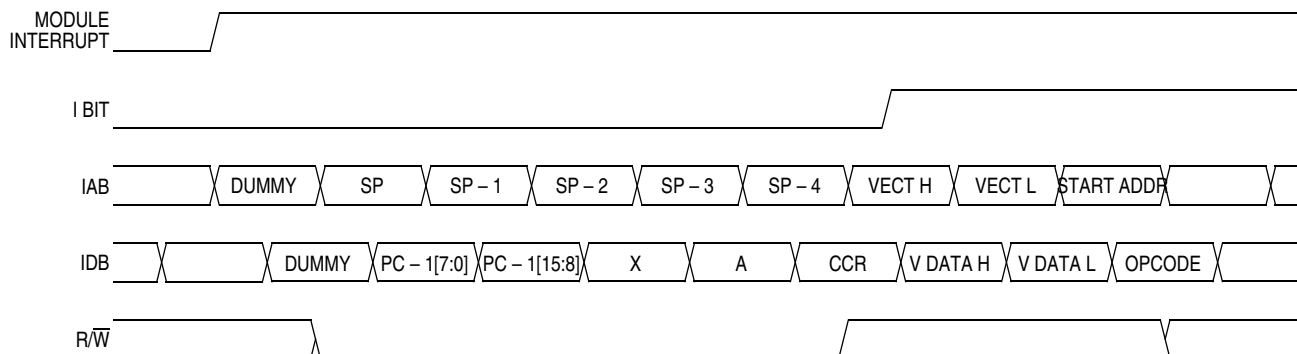 MODULE
INTERRUPT
I BIT
IAB DUMMY SP SP – 1 SP – 2 SP – 3 SP – 4 VECT H VECT L START ADDR
IDB DUMMY PC – 1[7:0] PC – 1[15:8] X A CCR V DATA H V DATA L OPCODE
R/W̅